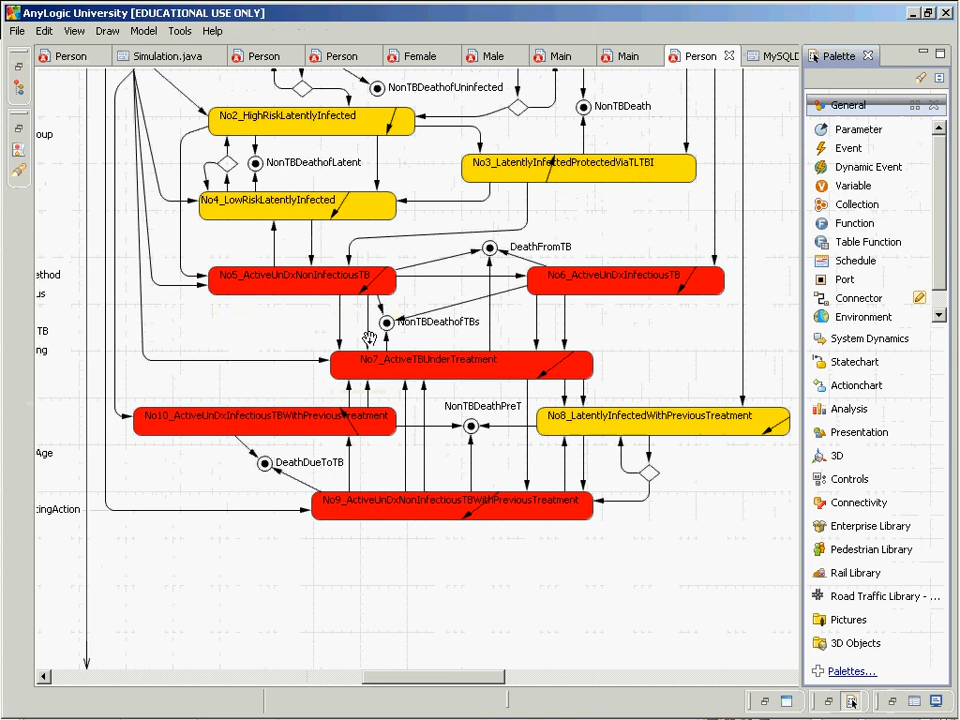 AnyLogic University [EDUCATIONAL USE ONLY]
File Edit View Draw Model Tools Help
Person Simulation.java Person Person Female Male Main Main Person MySQLD Palette
NonTBDeathofUninfected
General
NonTBDeath
No2_HighRiskLatentlyInfected
Parameter
oup
Event
NonTBDeathofLatent
No3_LatentlyInfectedProtectedViaTLTBI
Dynamic Event
Variable
No4_LowRiskLatentlyInfected
Collection
Function
DeathFromTB
Table Function
Schedule
ethod
No5_ActiveUnDxNonInfectiousTB
No6_ActiveUnDxInfectiousTB
Port
us
Connector
NonTBDeathofTBs
Environment
TB
System Dynamics
ng
No7_ActiveTBUnderTreatment
Statechart
Actionchart
NonTBDeathPreT
Analysis
No10_ActiveUnDxInfectiousTBWithPreviousTreatment
No8_LatentlyInfectedWithPreviousTreatment
Presentation
Age
3D
DeathDueToTB
Controls
No9_ActiveUnDxNonInfectiousTBWithPreviousTreatment
Connectivity
tingAction
Enterprise Library
Pedestrian Library
Rail Library
Road Traffic Library - ...
Pictures
3D Objects
Palettes...